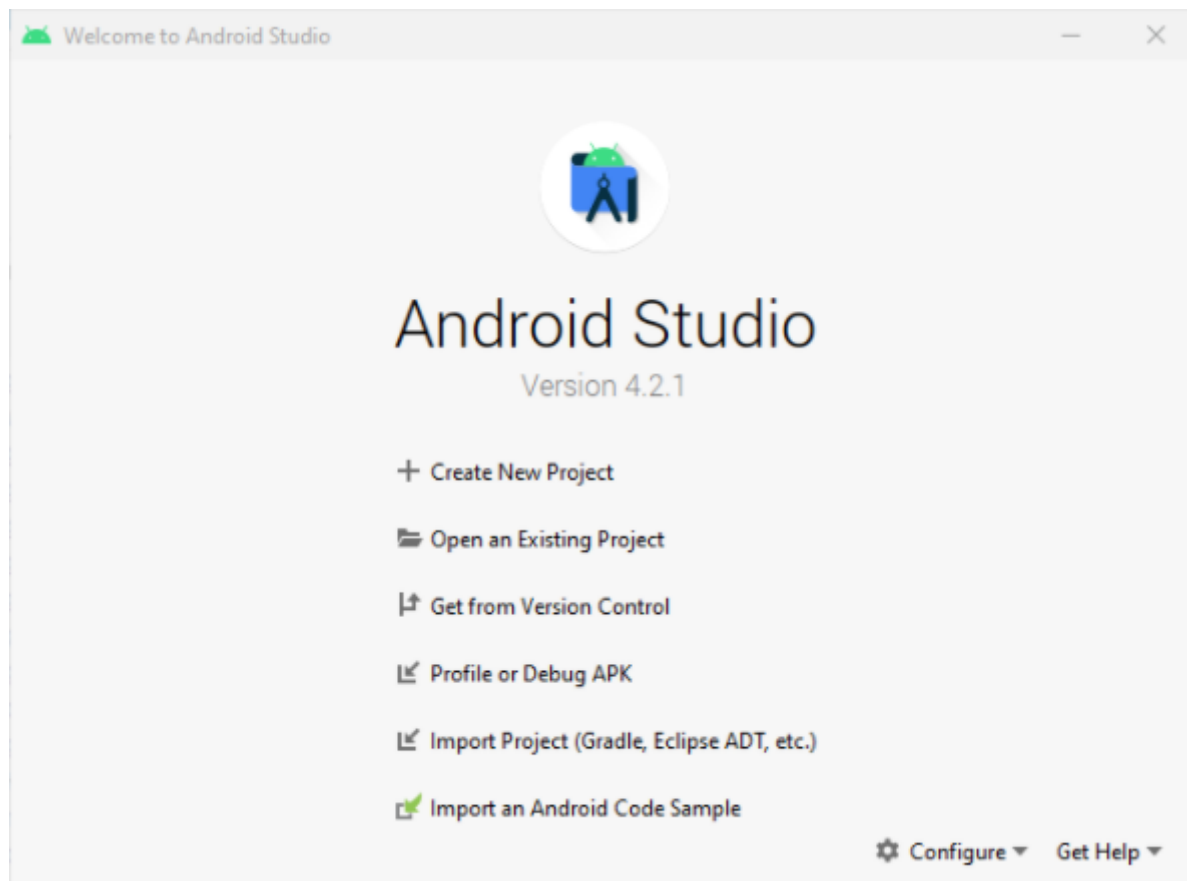 Welcome to Android Studio
Android Studio
Version 4.2.1
Create New Project
Open an Existing Project
Get from Version Control
Profile or Debug APK
Import Project (Gradle, Eclipse ADT, etc.)
Import an Android Code Sample
Configure Get Help